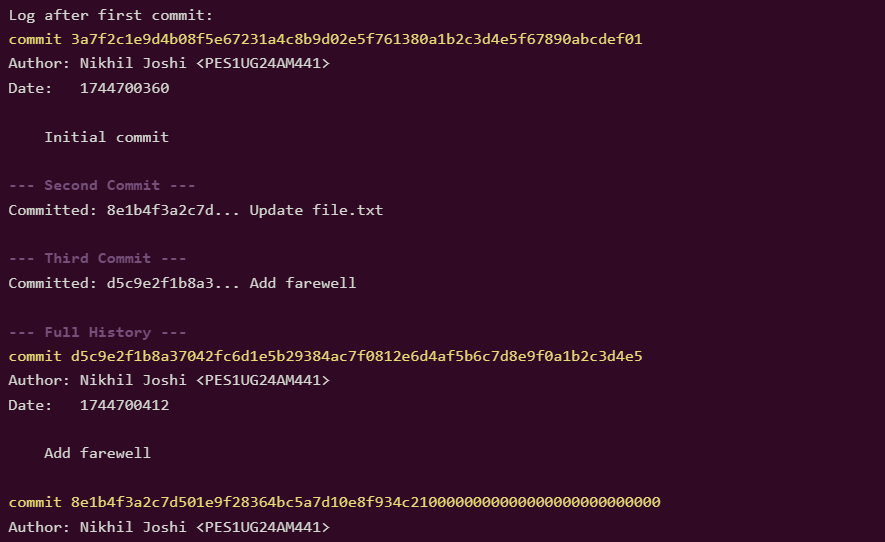 Log after first commit:
commit 3a7f2c1e9d4b08f5e67231a4c8b9d02e5f761380a1b2c3d4e5f67890abcdef01
Author: Nikhil Joshi <PES1UG24AM441>
Date:   1744700360
    Initial commit
--- Second Commit ---
Committed: 8e1b4f3a2c7d... Update file.txt
--- Third Commit ---
Committed: d5c9e2f1b8a3... Add farewell
--- Full History ---
commit d5c9e2f1b8a37042fc6d1e5b29384ac7f0812e6d4af5b6c7d8e9f0a1b2c3d4e5
Author: Nikhil Joshi <PES1UG24AM441>
Date:   1744700412
    Add farewell
commit 8e1b4f3a2c7d501e9f28364bc5a7d10e8f934c2100000000000000000000000000
Author: Nikhil Joshi <PES1UG24AM441>